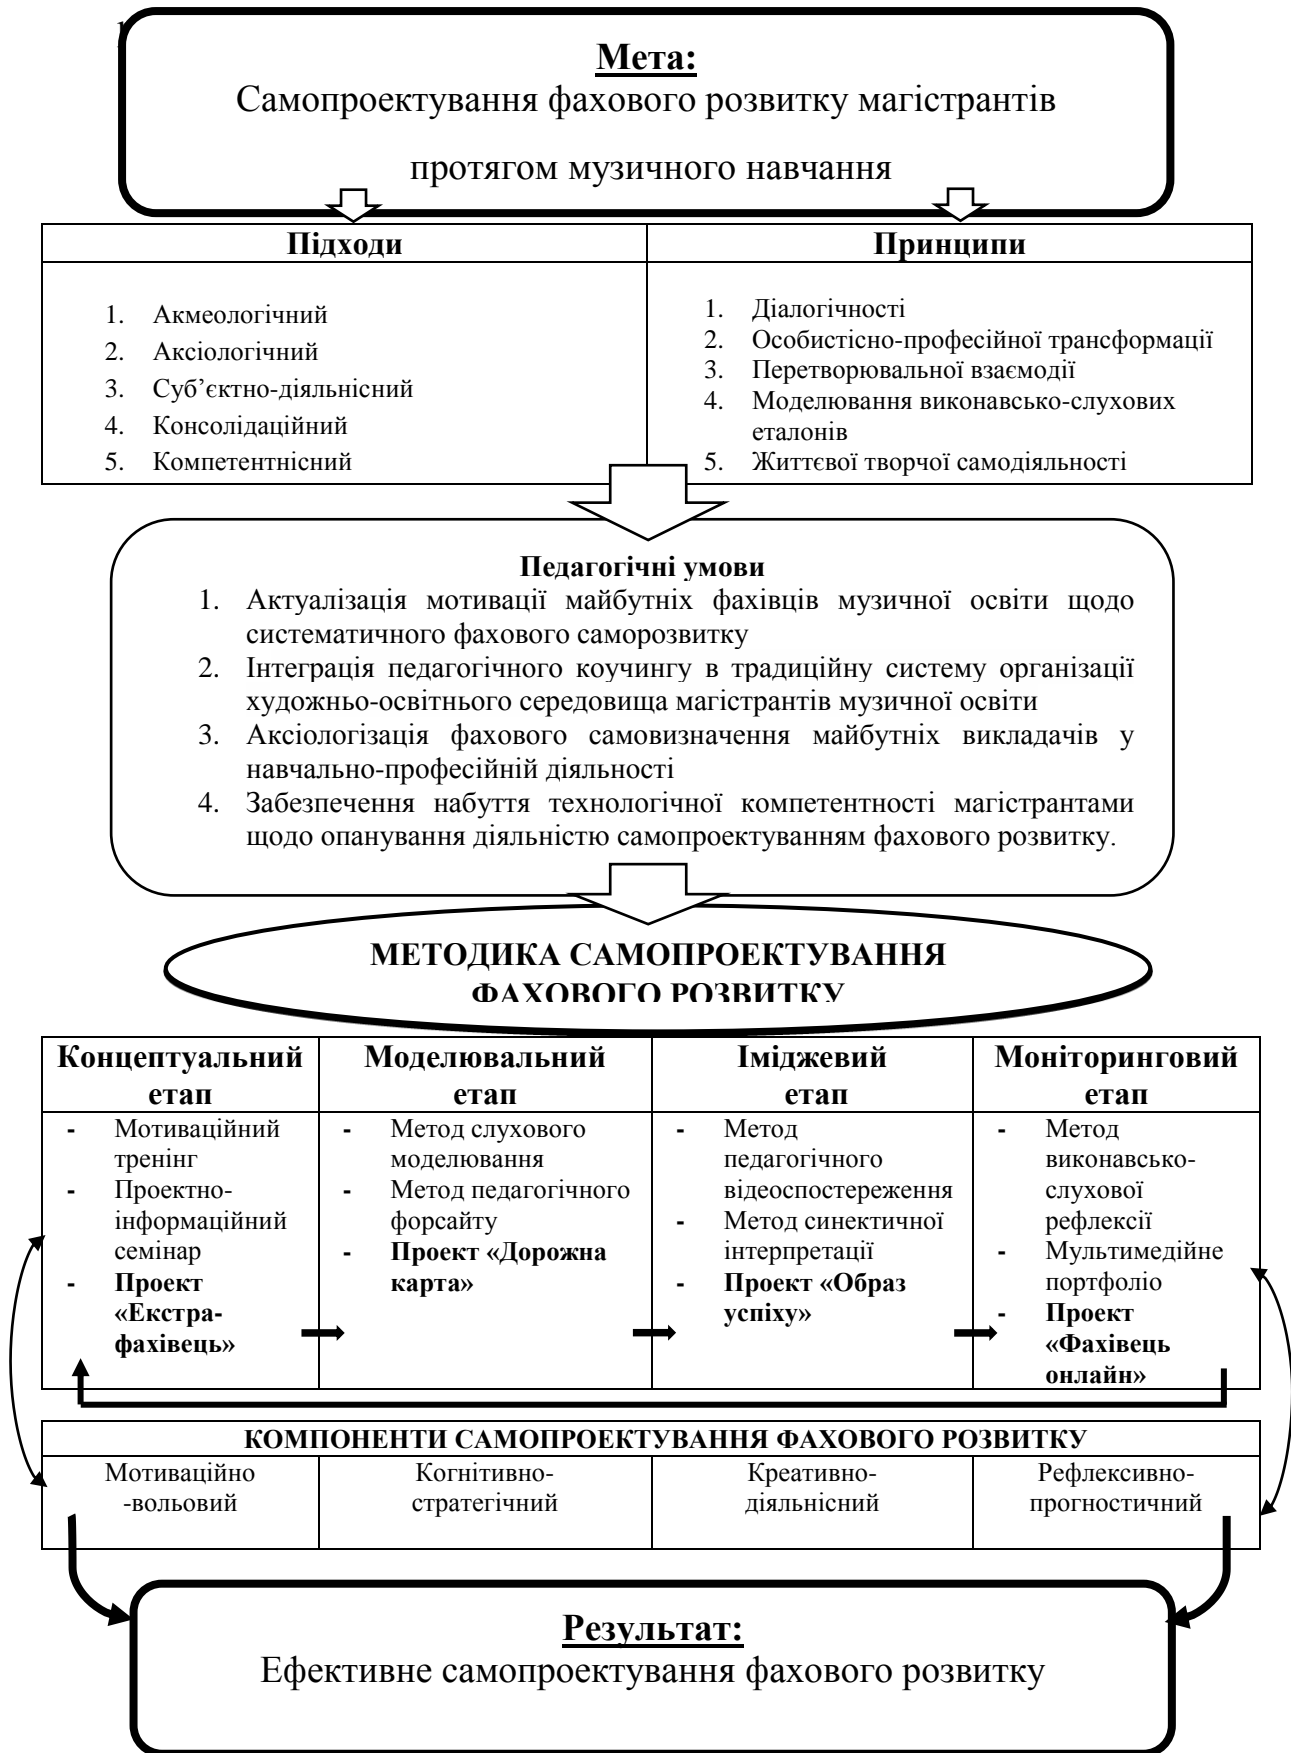 Мета:
Самопроектування фахового розвитку магістрантів
протягом музичного навчання
Підходи
1. Акмеологічний
2. Аксіологічний
3. Суб’єктно-діяльнісний
4. Консолідаційний
5. Компетентнісний
Принципи
1. Діалогічності
2. Особистісно-професійної трансформації
3. Перетворювальної взаємодії
4. Моделювання виконавсько-слухових
еталонів
5. Життєвої творчої самодіяльності
Педагогічні умови
1. Актуалізація мотивації майбутніх фахівців музичної освіти щодо
систематичного фахового саморозвитку
2. Інтеграція педагогічного коучингу в традиційну систему організації
художньо-освітнього середовища магістрантів музичної освіти
3. Аксіологізація фахового самовизначення майбутніх викладачів у
навчально-професійній діяльності
4. Забезпечення набуття технологічної компетентності магістрантами
щодо опанування діяльністю самопроектуванням фахового розвитку.
МЕТОДИКА САМОПРОЕКТУВАННЯ
ФАХОВОГО РОЗВИТКУ
Концептуальний
етап
- Мотиваційний
тренінг
- Проектно-
інформаційний
семінар
- Проект
«Екстра-
фахівець»
Моделювальний
етап
- Метод слухового
моделювання
- Метод педагогічного
форсайту
- Проект «Дорожна
карта»
Іміджевий
етап
- Метод
педагогічного
відеоспостереження
- Метод синектичної
інтерпретації
- Проект «Образ
успіху»
Моніторинговий
етап
- Метод
виконавсько-
слухової
рефлексії
- Мультимедійне
портфоліо
- Проект
«Фахівець
онлайн»
КОМПОНЕНТИ САМОПРОЕКТУВАННЯ ФАХОВОГО РОЗВИТКУ
Мотиваційно
-вольовий
Когнітивно-
стратегічний
Креативно-
діяльнісний
Рефлексивно-
прогностичний
Результат:
Ефективне самопроектування фахового розвитку